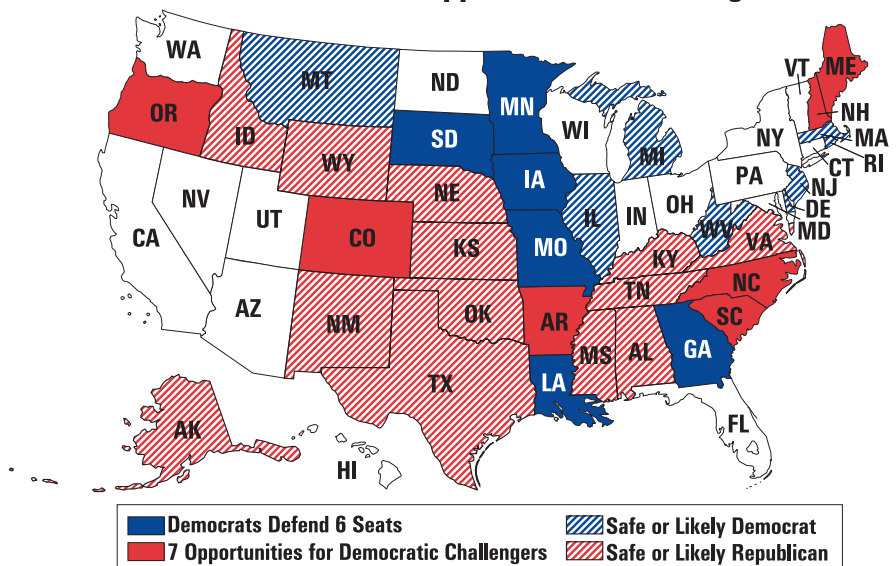 WA
MT
ND
MN
VT
ME
OR
ID
SD
WI
NH
NY
MA
WY
MI
CT
RI
IA
PA
NJ
NV
NE
OH
DE
UT
IL
IN
MD
CA
CO
WV
VA
KS
MO
KY
NC
TN
AZ
NM
OK
AR
SC
MS
AL
GA
TX
LA
FL
AK
HI
Democrats Defend 6 Seats
Safe or Likely Democrat
7 Opportunities for Democratic Challengers
Safe or Likely Republican